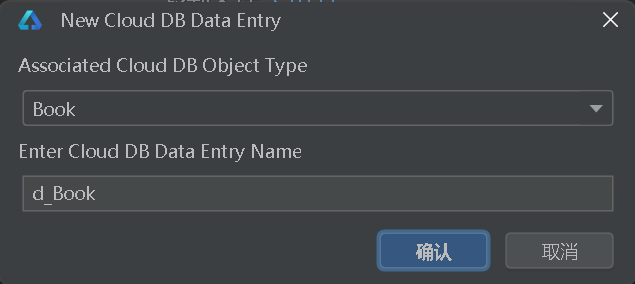 New Cloud DB Data Entry
Associated Cloud DB Object Type
Book
Enter Cloud DB Data Entry Name
d_Book
确认 取消